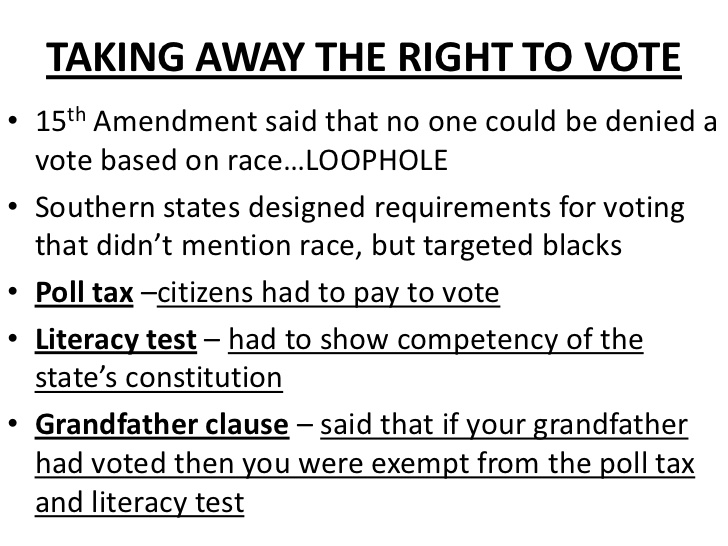 TAKING AWAY THE RIGHT TO VOTE
• 15th Amendment said that no one could be denied a
vote based on race…LOOPHOLE
• Southern states designed requirements for voting
that didn’t mention race, but targeted blacks
• Poll tax –citizens had to pay to vote
• Literacy test – had to show competency of the
state’s constitution
• Grandfather clause – said that if your grandfather
had voted then you were exempt from the poll tax
and literacy test